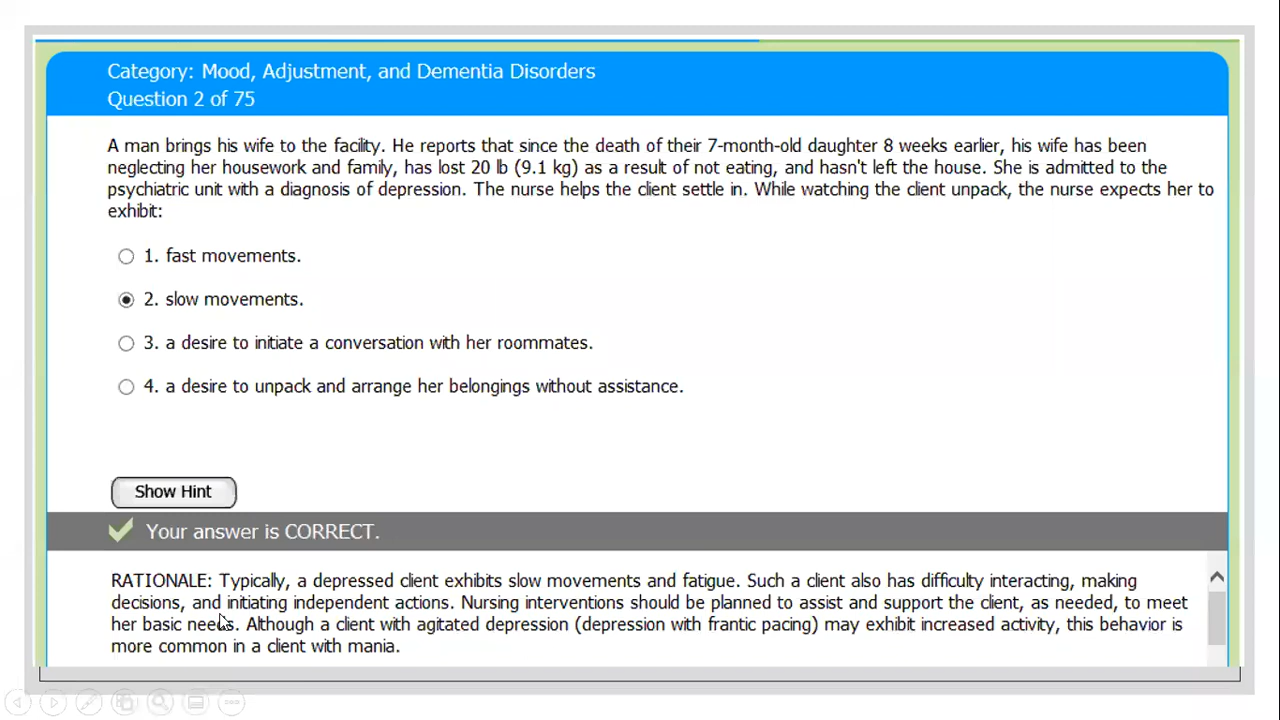 Category: Mood, Adjustment, and Dementia Disorders
Question 2 of 75
A man brings his wife to the facility. He reports that since the death of their 7-month-old daughter 8 weeks earlier, his wife has been
neglecting her housework and family, has lost 20 lb (9.1 kg) as a result of not eating, and hasn't left the house. She is admitted to the
psychiatric unit with a diagnosis of depression. The nurse helps the client settle in. While watching the client unpack, the nurse expects her to
exhibit:
1. fast movements.
2. slow movements.
3. a desire to initiate a conversation with her roommates.
4. a desire to unpack and arrange her belongings without assistance.
Show Hint
Your answer is CORRECT.
RATIONALE: Typically, a depressed client exhibits slow movements and fatigue. Such a client also has difficulty interacting, making
decisions, and initiating independent actions. Nursing interventions should be planned to assist and support the client, as needed, to meet
her basic needs. Although a client with agitated depression (depression with frantic pacing) may exhibit increased activity, this behavior is
more common in a client with mania.